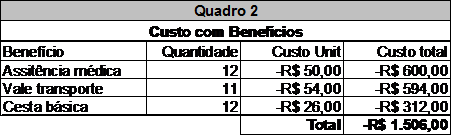 Quadro 2
Custo com Benefícios
Benefício Quantidade Custo Unit Custo total
Assitência médica 12 -R$ 50,00 -R$ 600,00
Vale transporte 11 -R$ 54,00 -R$ 594,00
Cesta básica 12 -R$ 26,00 -R$ 312,00
Total -R$ 1.506,00